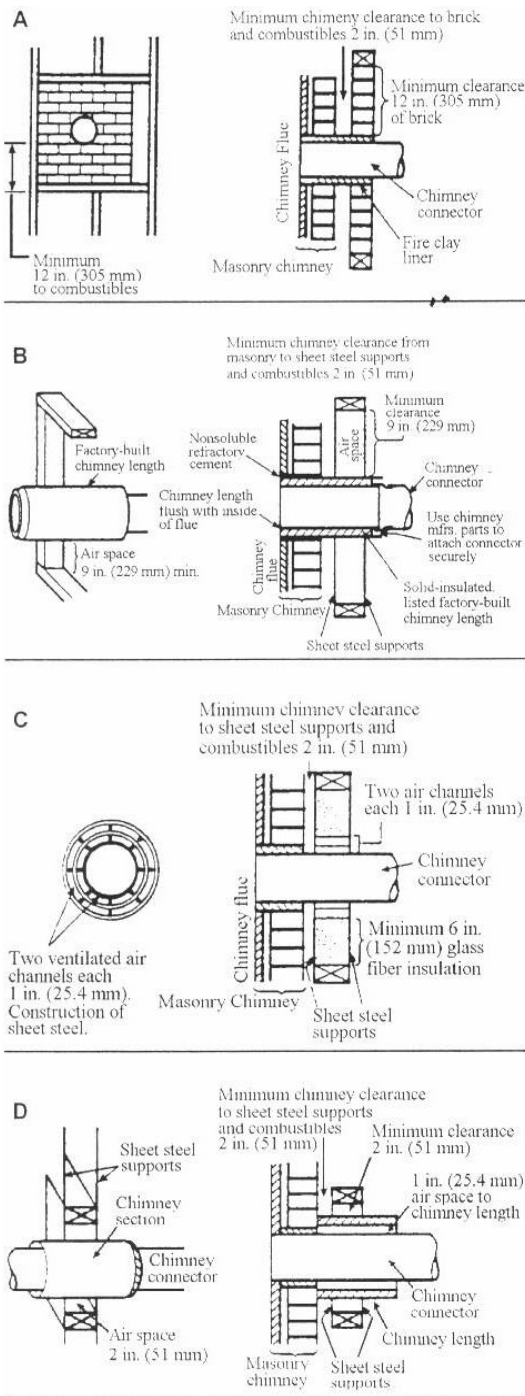 A
Minimum chimeny clearance to brick
and combustibles 2 in. (51 mm)
Minimum clearance
12 in. (305 mm)
of brick
Chimney Flue
Chimney
connector
Fire clay
liner
Masonry chimney
Minimum
12 in. (305 mm)
to combustibles
B
Minimum chimney clearance from
masonry to sheet steel supports
and combustibles 2 in. (51 mm)
Minimum
clearance
9 in. (229 mm)
Factory-built
chimney length
Nonsoluble
refractory
cement
Air
space
Chimney
connector
Chimney length
flush with inside
of flue
Use chimney
mfrs. parts to
attach connector
securely
Air space
9 in. (229 mm) min.
Chimney
flue
Masonry Chimney
Solid-insulated,
listed factory-built
chimney length
Sheet steel supports
C
Minimum chimney clearance
to sheet steel supports and
combustibles 2 in. (51 mm)
Two air channels
each 1 in. (25.4 mm)
Chimney
connector
Chimney flue
Two ventilated air
channels each
1 in. (25.4 mm).
Construction of
sheet steel.
Minimum 6 in.
(152 mm) glass
fiber insulation
Masonry Chimney
Sheet steel
supports
D
Minimum chimney clearance
to sheet steel supports
and combustibles
2 in. (51 mm)
Minimum clearance
2 in. (51 mm)
Sheet steel
supports
1 in. (25.4 mm)
air space to
chimney length
Chimney
section
Chimney
connector
Air space
2 in. (51 mm)
Chimney
connector
Chimney length
Masonry
chimney
Sheet steel
supports